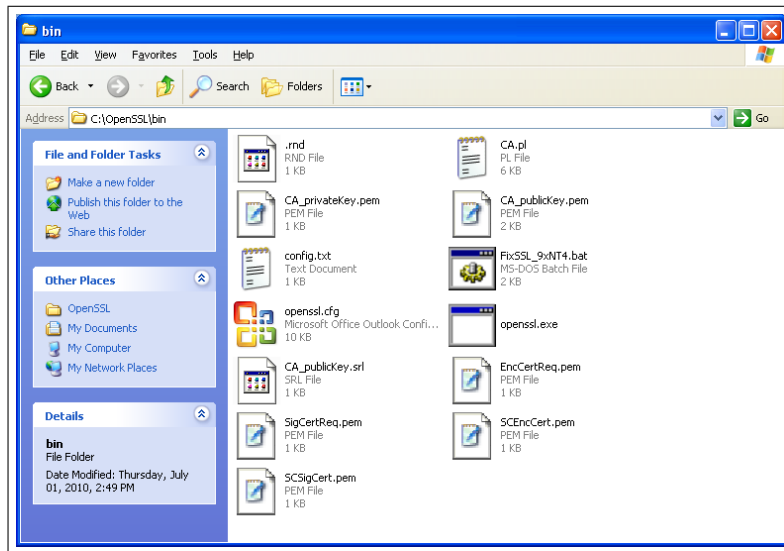 bin
File Edit View Favorites Tools Help
Back Search Folders
Address C:\OpenSSL\bin Go
File and Folder Tasks
Make a new folder
Publish this folder to the
Web
Share this folder
Other Places
OpenSSL
My Documents
My Computer
My Network Places
Details
bin
File Folder
Date Modified: Thursday, July
01, 2010, 2:49 PM
.rnd
RND File
1 KB
CA.pl
PL File
6 KB
CA_privateKey.pem
PEM File
1 KB
CA_publicKey.pem
PEM File
2 KB
config.txt
Text Document
1 KB
FixSSL_9xNT4.bat
MS-DOS Batch File
2 KB
openssl.cfg
Microsoft Office Outlook Confi...
10 KB
openssl.exe
CA_publicKey.srl
SRL File
1 KB
EncCertReq.pem
PEM File
1 KB
SigCertReq.pem
PEM File
1 KB
SCEncCert.pem
PEM File
1 KB
SCSigCert.pem
PEM File
1 KB